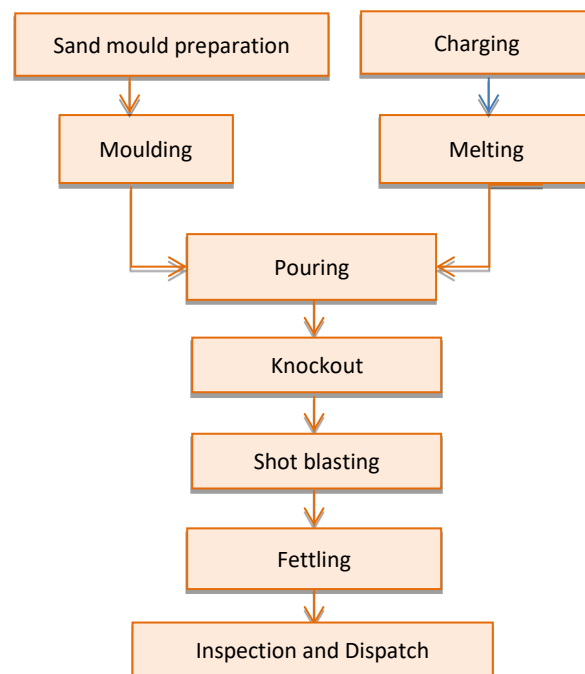 Sand mould preparation
Charging
Moulding
Melting
Pouring
Knockout
Shot blasting
Fettling
Inspection and Dispatch